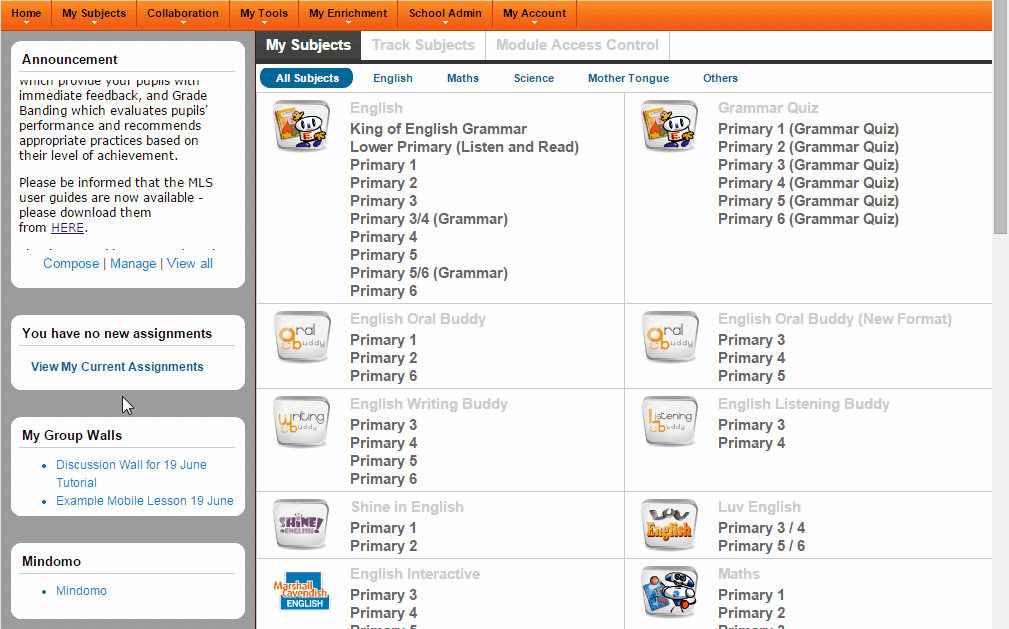 Home My Subjects Collaboration My Tools My Enrichment School Admin My Account
Announcement
which provide your pupils with
immediate feedback, and Grade
Banding which evaluates pupils'
performance and recommends
appropriate practices based on
their level of achievement.
Please be informed that the MLS
user guides are now available -
please download them
from HERE.
Compose | Manage | View all
You have no new assignments
View My Current Assignments
My Group Walls
Discussion Wall for 19 June
Tutorial
Example Mobile Lesson 19 June
Mindomo
Mindomo
My Subjects Track Subjects Module Access Control
All Subjects English Maths Science Mother Tongue Others
English
King of English Grammar
Lower Primary (Listen and Read)
Primary 1
Primary 2
Primary 3
Primary 3/4 (Grammar)
Primary 4
Primary 5
Primary 5/6 (Grammar)
Primary 6
Grammar Quiz
Primary 1 (Grammar Quiz)
Primary 2 (Grammar Quiz)
Primary 3 (Grammar Quiz)
Primary 4 (Grammar Quiz)
Primary 5 (Grammar Quiz)
Primary 6 (Grammar Quiz)
oral
buddy
English Oral Buddy
Primary 1
Primary 2
Primary 6
oral
buddy
English Oral Buddy (New Format)
Primary 3
Primary 4
Primary 5
writing
buddy
English Writing Buddy
Primary 3
Primary 4
Primary 5
Primary 6
Listening
buddy
English Listening Buddy
Primary 3
Primary 4
SHiNE!
in ENGLISH
Shine in English
Primary 1
Primary 2
LUV
English
Luv English
Primary 3 / 4
Primary 5 / 6
Marshall
Cavendish
ENGLISH
English Interactive
Primary 3
Primary 4
Primary 5
Maths
Primary 1
Primary 2
Primary 3